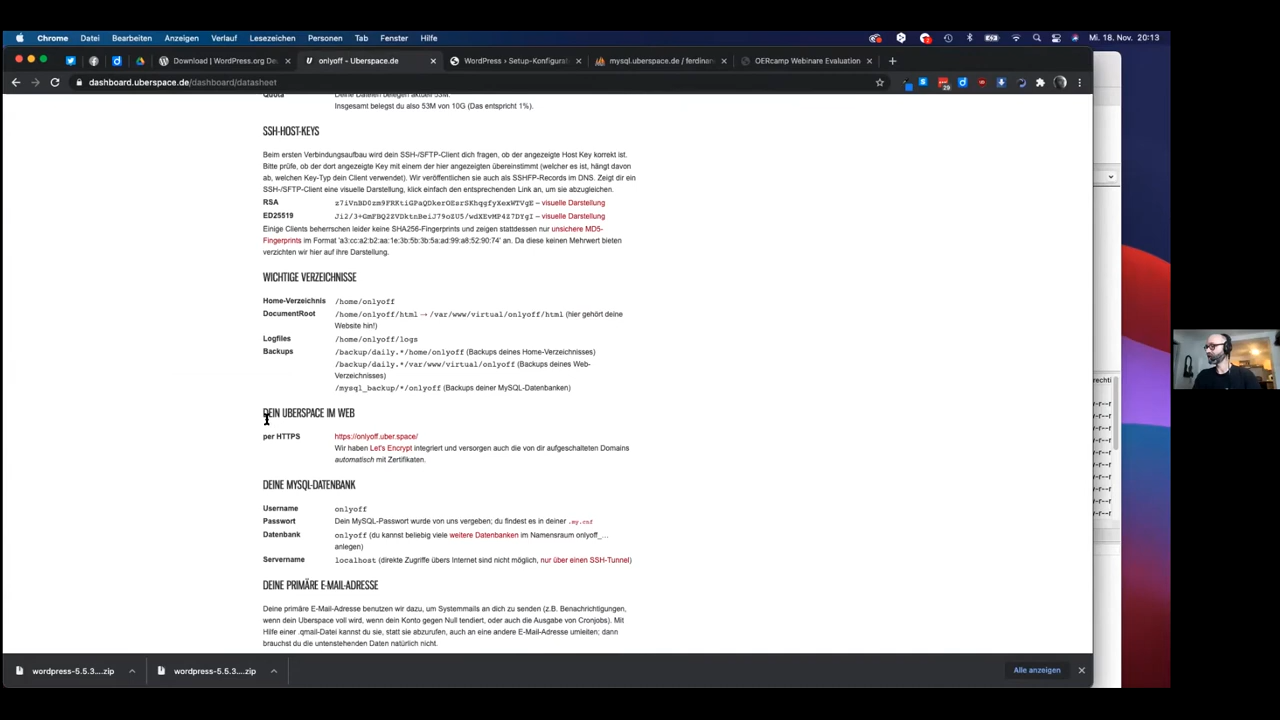 Chrome Datei Bearbeiten Anzeigen Verlauf Lesezeichen Personen Tab Fenster Hilfe Mi. 18. Nov. 20:13
Download | WordPress.org De onlyoff - Uberspace.de WordPress › Setup-Konfigurat mysql.uberspace.de / ferdinan OERcamp Webinare Evaluation
dashboard.uberspace.de/dashboard/datasheet
Quota Deine Dateien belegen aktuell 53M.
Insgesamt belegst du also 53M von 10G (Das entspricht 1%).
SSH-HOST-KEYS
Beim ersten Verbindungsaufbau wird dein SSH-/SFTP-Client dich fragen, ob der angezeigte Host Key korrekt ist.
Bitte prüfe, ob der dort angezeigte Key mit einem der hier angezeigten übereinstimmt (welcher es ist, hängt davon
ab, welchen Key-Typ dein Client verwendet). Wir veröffentlichen sie auch als SSHFP-Records im DNS. Zeigt dir ein
SSH-/SFTP-Client eine visuelle Darstellung, klick einfach den entsprechenden Link an, um sie abzugleichen.
RSA z7iVnBD0zm9FRKtiGPaQDkerOEsrSKhqgfyXexWTVgE – visuelle Darstellung
ED25519 Ji2/3+GmFBQ2ZVDktnBeiJ79oZU5/wdXEvMP4Z7DYgI – visuelle Darstellung
Einige Clients beherrschen leider keine SHA256-Fingerprints und zeigen stattdessen nur unsichere MD5-
Fingerprints im Format 'a3:cc:a2:b2:aa:1e:3b:5b:3b:5a:ad:99:a8:52:90:74' an. Da diese keinen Mehrwert bieten
verzichten wir hier auf ihre Darstellung.
WICHTIGE VERZEICHNISSE
Home-Verzeichnis /home/onlyoff
DocumentRoot /home/onlyoff/html → /var/www/virtual/onlyoff/html (hier gehört deine
Website hin!)
Logfiles /home/onlyoff/logs
Backups /backup/daily.*/home/onlyoff (Backups deines Home-Verzeichnisses)
/backup/daily.*/var/www/virtual/onlyoff (Backups deines Web-
Verzeichnisses)
/mysql_backup/*/onlyoff (Backups deiner MySQL-Datenbanken)
DEIN UBERSPACE IM WEB
per HTTPS https://onlyoff.uber.space/
Wir haben Let's Encrypt integriert und versorgen auch die von dir aufgeschalteten Domains
automatisch mit Zertifikaten.
DEINE MYSQL-DATENBANK
Username onlyoff
Passwort Dein MySQL-Passwort wurde von uns vergeben; du findest es in deiner .my.cnf
Datenbank onlyoff (du kannst beliebig viele weitere Datenbanken im Namensraum onlyoff_...
anlegen)
Servername localhost (direkte Zugriffe übers Internet sind nicht möglich, nur über einen SSH-Tunnel)
DEINE PRIMÄRE E-MAIL-ADRESSE
Deine primäre E-Mail-Adresse benutzen wir dazu, um Systemmails an dich zu senden (z.B. Benachrichtigungen,
wenn dein Uberspace voll wird, wenn dein Konto gegen Null tendiert, oder auch die Ausgabe von Cronjobs). Mit
Hilfe einer .qmail-Datei kannst du sie, statt sie abzurufen, auch an eine andere E-Mail-Adresse umleiten; dann
brauchst du die untenstehenden Daten natürlich nicht.
wordpress-5.5.3....zip wordpress-5.5.3....zip Alle anzeigen
rechti
v-r--r
v-r--r
v-r--r
v-r--r
v-r--r
v-r--r
v-r--r
v-r--r
v-r--r
v-r--r